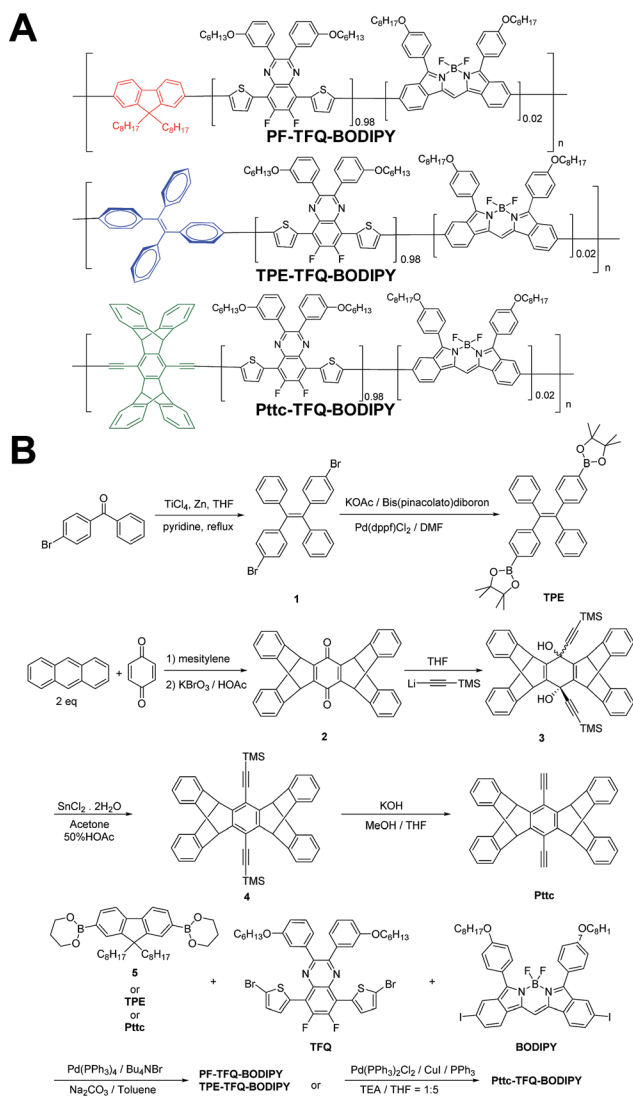 A
C₆H₁₃O OC₆H₁₃ C₈H₁₇O OC₈H₁₇
N N F F B N N
S S
F F
C₈H₁₇ C₈H₁₇ 0.98 0.02 n
PF-TFQ-BODIPY
C₆H₁₃O OC₆H₁₃ C₈H₁₇O OC₈H₁₇
N N F F B N N
S S
F F
0.98 0.02 n
TPE-TFQ-BODIPY
C₆H₁₃O OC₆H₁₃ C₈H₁₇O OC₈H₁₇
N N F F B N N
S S
F F
0.98 0.02 n
Pttc-TFQ-BODIPY
B
O Br
TiCl₄, Zn, THF
pyridine, reflux
Br
Br
1
KOAc / Bis(pinacolato)diboron
Pd(dppf)Cl₂ / DMF
O B O
O B O
TPE
2 eq
+
O
O
1) mesitylene
2) KBrO₃ / HOAc
O
O
2
THF
Li TMS
TMS
HO
HO
TMS
3
SnCl₂ . 2H₂O
Acetone
50%HOAc
TMS
TMS
4
KOH
MeOH / THF
Pttc
O B O O B O
C₈H₁₇ C₈H₁₇
5
or
TPE
or
Pttc
+
C₆H₁₃O OC₆H₁₃
N N
Br S S Br
F F
TFQ
+
C₈H₁₇O OC₈H₁
7
F F
B
N N
I I
BODIPY
Pd(PPh₃)₄ / Bu₄NBr
Na₂CO₃ / Toluene
PF-TFQ-BODIPY
TPE-TFQ-BODIPY
or
Pd(PPh₃)₂Cl₂ / CuI / PPh₃
TEA / THF = 1:5
Pttc-TFQ-BODIPY